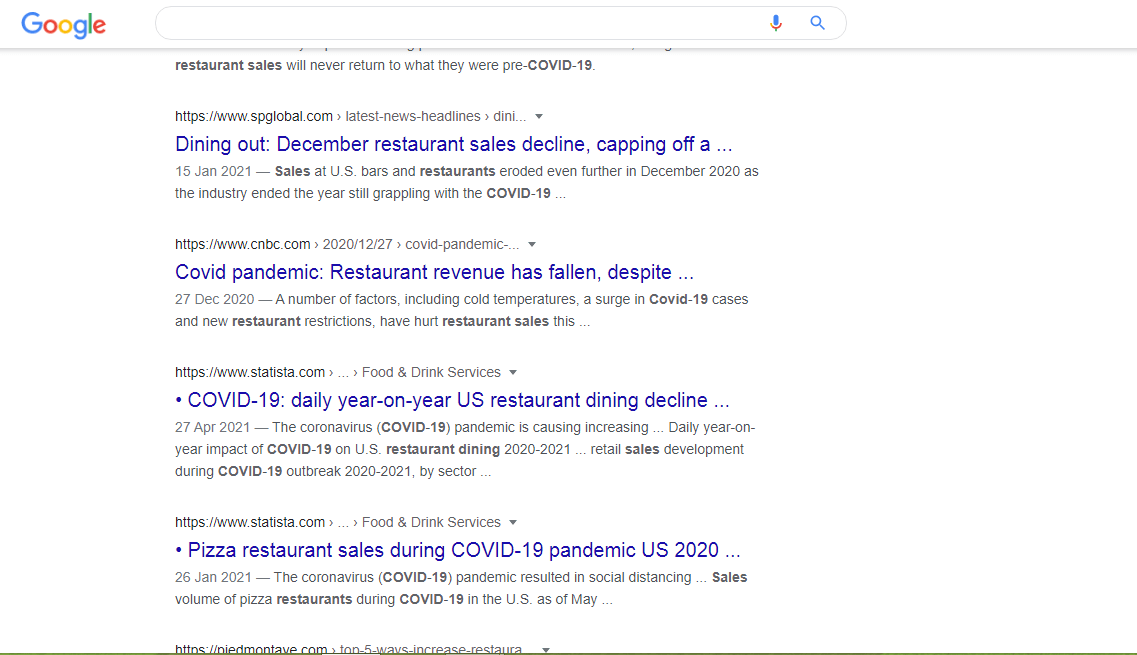 Google
restaurant sales will never return to what they were pre-COVID-19.
https://www.spglobal.com › latest-news-headlines › dini...
Dining out: December restaurant sales decline, capping off a ...
15 Jan 2021 — Sales at U.S. bars and restaurants eroded even further in December 2020 as
the industry ended the year still grappling with the COVID-19 ...
https://www.cnbc.com › 2020/12/27 › covid-pandemic-...
Covid pandemic: Restaurant revenue has fallen, despite ...
27 Dec 2020 — A number of factors, including cold temperatures, a surge in Covid-19 cases
and new restaurant restrictions, have hurt restaurant sales this ...
https://www.statista.com › ... › Food & Drink Services
• COVID-19: daily year-on-year US restaurant dining decline ...
27 Apr 2021 — The coronavirus (COVID-19) pandemic is causing increasing ... Daily year-on-
year impact of COVID-19 on U.S. restaurant dining 2020-2021 ... retail sales development
during COVID-19 outbreak 2020-2021, by sector ...
https://www.statista.com › ... › Food & Drink Services
• Pizza restaurant sales during COVID-19 pandemic US 2020 ...
26 Jan 2021 — The coronavirus (COVID-19) pandemic resulted in social distancing ... Sales
volume of pizza restaurants during COVID-19 in the U.S. as of May ...
https://piedmontave.com › top-5-ways-increase-restaura...